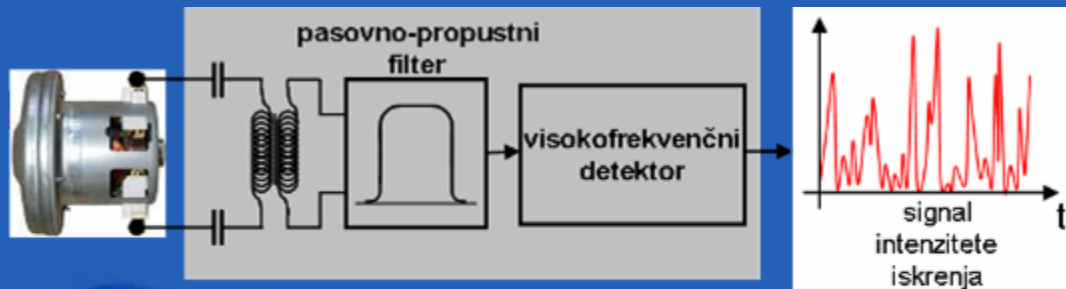 pasovno-propustni
filter
visokofrekvenčni
detektor
t
signal
intenzitete
iskrenja